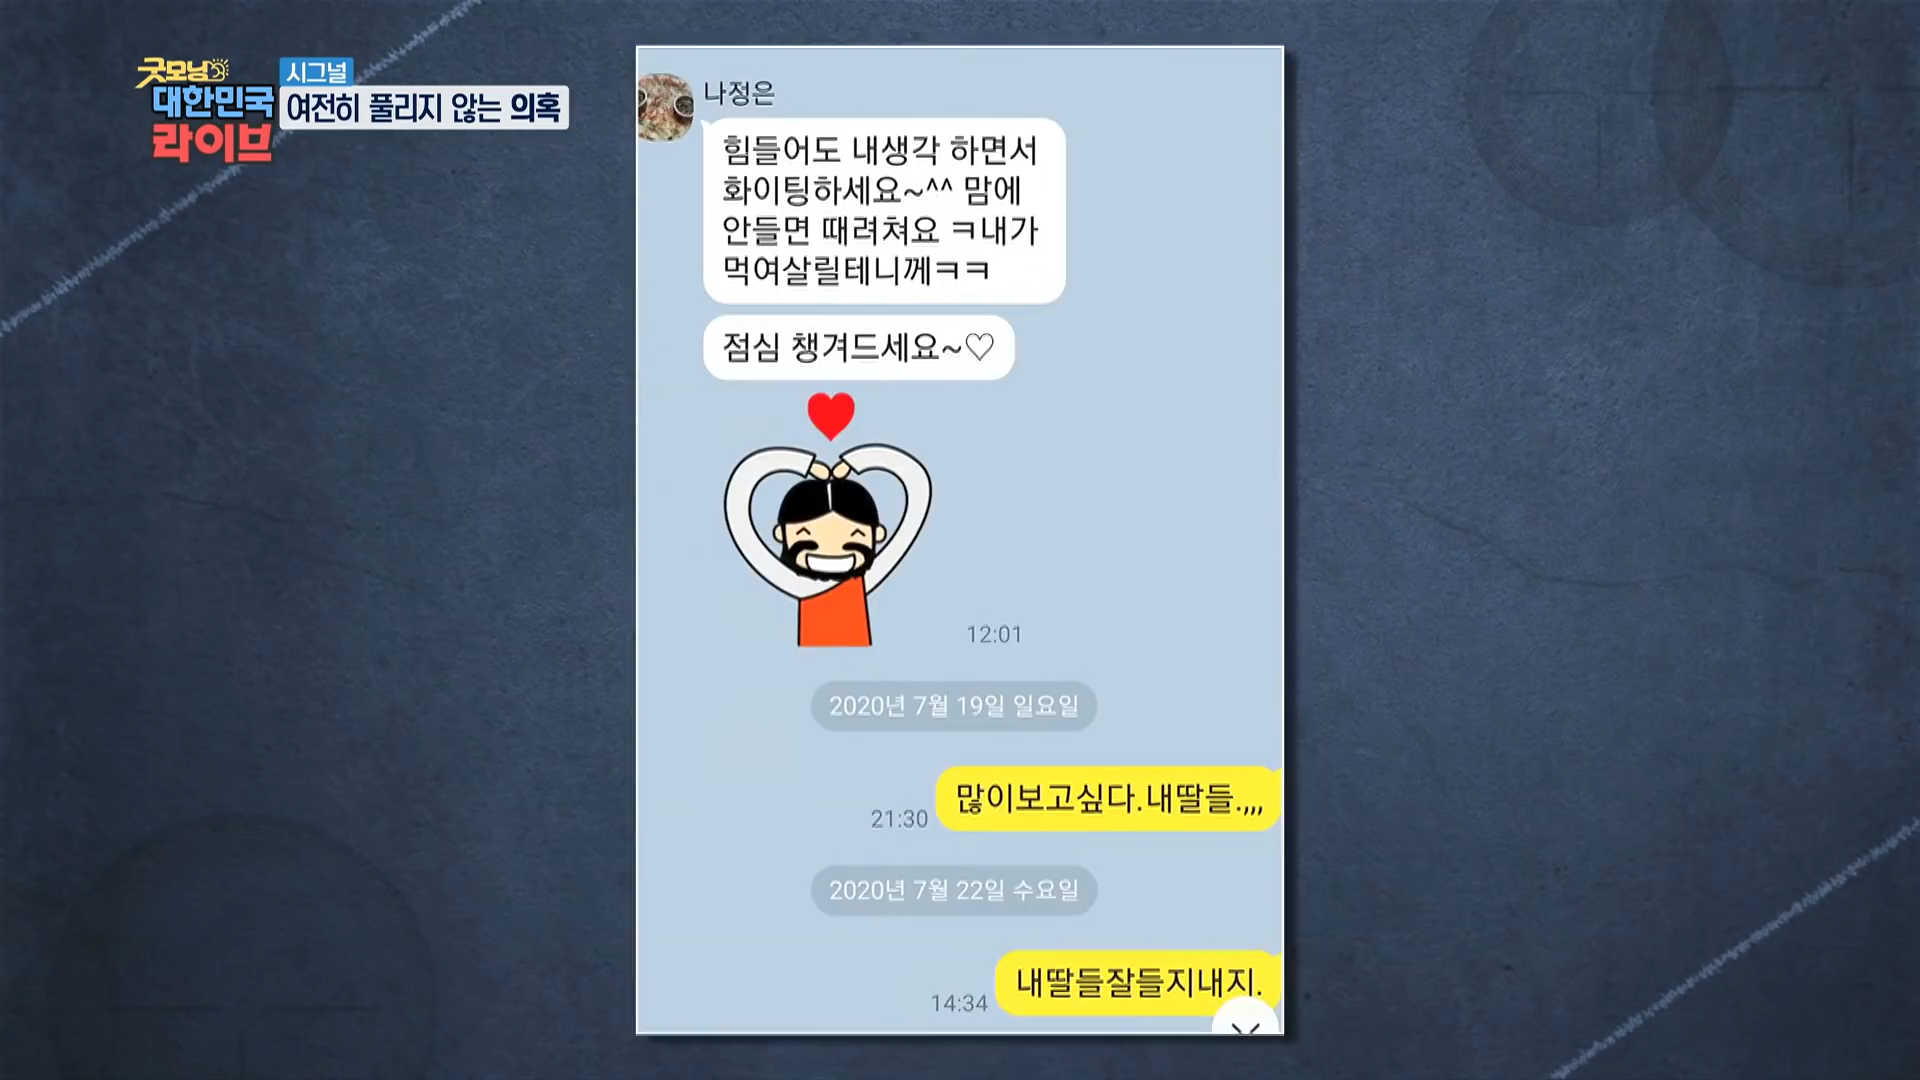 굿모닝
대한민국
라이브
시그널
여전히 풀리지 않는 의혹
나정은
힘들어도 내생각 하면서
화이팅하세요~^^ 맘에
안들면 때려쳐요 ㅋ내가
먹여살릴테니께ㅋㅋ
점심 챙겨드세요~♡
12:01
2020년 7월 19일 일요일
많이보고싶다.내딸들.,,,
21:30
2020년 7월 22일 수요일
내딸들잘들지내지.
14:34